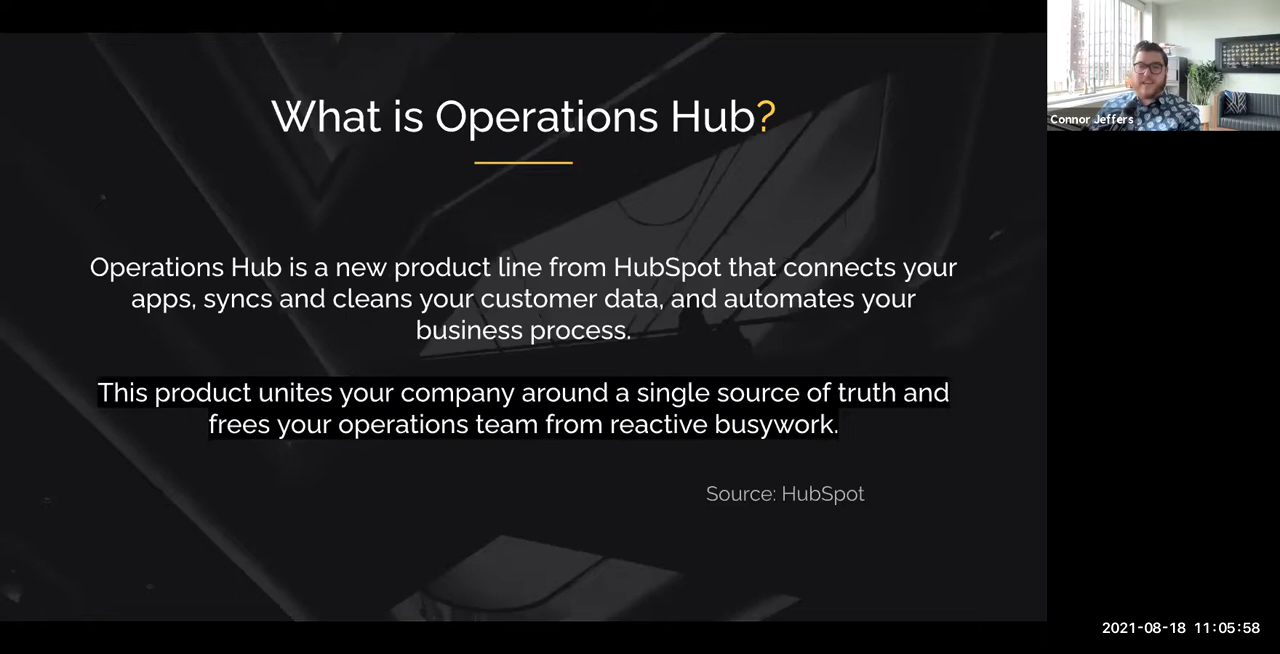 What is Operations Hub?
Operations Hub is a new product line from HubSpot that connects your
apps, syncs and cleans your customer data, and automates your
business process.
This product unites your company around a single source of truth and
frees your operations team from reactive busywork.
Source: HubSpot
Connor Jeffers
2021-08-18 11:05:58